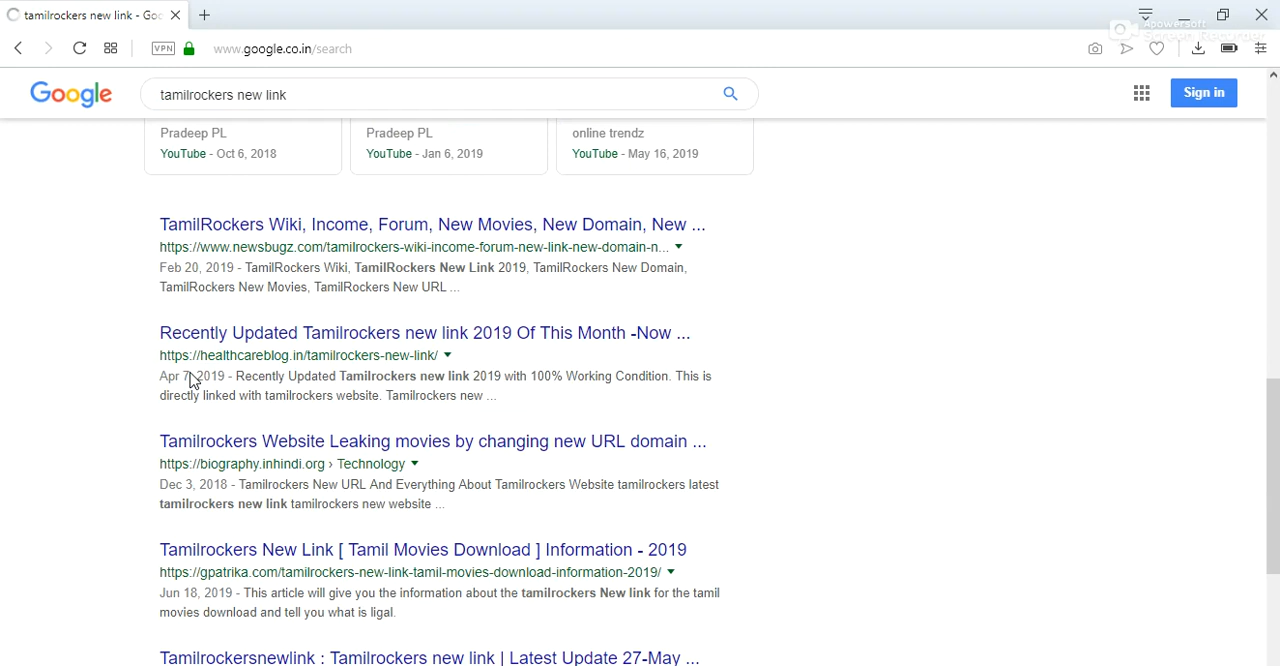 tamilrockers new link - Goo
VPN
www.google.co.in/search
Apowersoft
Screen Recorder
Google
tamilrockers new link
Sign in
Pradeep PL
YouTube - Oct 6, 2018
Pradeep PL
YouTube - Jan 6, 2019
online trendz
YouTube - May 16, 2019
TamilRockers Wiki, Income, Forum, New Movies, New Domain, New ...
https://www.newsbugz.com/tamilrockers-wiki-income-forum-new-link-new-domain-n...
Feb 20, 2019 - TamilRockers Wiki, TamilRockers New Link 2019, TamilRockers New Domain,
TamilRockers New Movies, TamilRockers New URL ...
Recently Updated Tamilrockers new link 2019 Of This Month -Now ...
https://healthcareblog.in/tamilrockers-new-link/
Apr 7, 2019 - Recently Updated Tamilrockers new link 2019 with 100% Working Condition. This is
directly linked with tamilrockers website. Tamilrockers new ...
Tamilrockers Website Leaking movies by changing new URL domain ...
https://biography.inhindi.org › Technology
Dec 3, 2018 - Tamilrockers New URL And Everything About Tamilrockers Website tamilrockers latest
tamilrockers new link tamilrockers new website ...
Tamilrockers New Link [ Tamil Movies Download ] Information - 2019
https://gpatrika.com/tamilrockers-new-link-tamil-movies-download-information-2019/
Jun 18, 2019 - This article will give you the information about the tamilrockers New link for the tamil
movies download and tell you what is ligal.
Tamilrockersnewlink : Tamilrockers new link | Latest Update 27-May ...